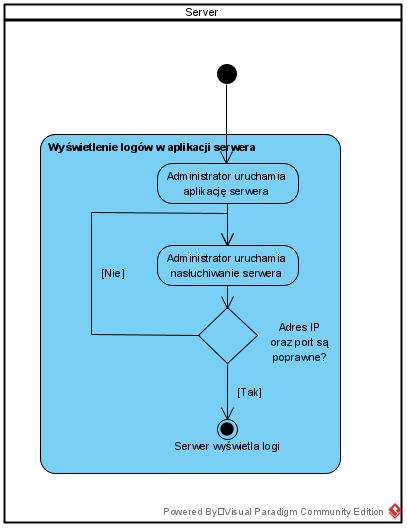 Server
Wyświetlenie logów w aplikacji serwera
Administrator uruchamia
aplikację serwera
Administrator uruchamia
nasłuchiwanie serwera
[Nie]
Adres IP
oraz port są
poprawne?
[Tak]
Serwer wyświetla logi
Powered By□Visual Paradigm Community Edition